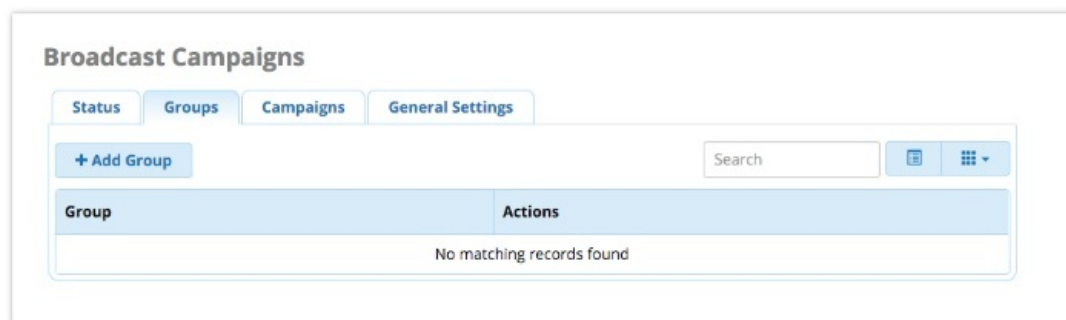 Broadcast Campaigns
Status Groups Campaigns General Settings
+ Add Group Search
Group Actions
No matching records found